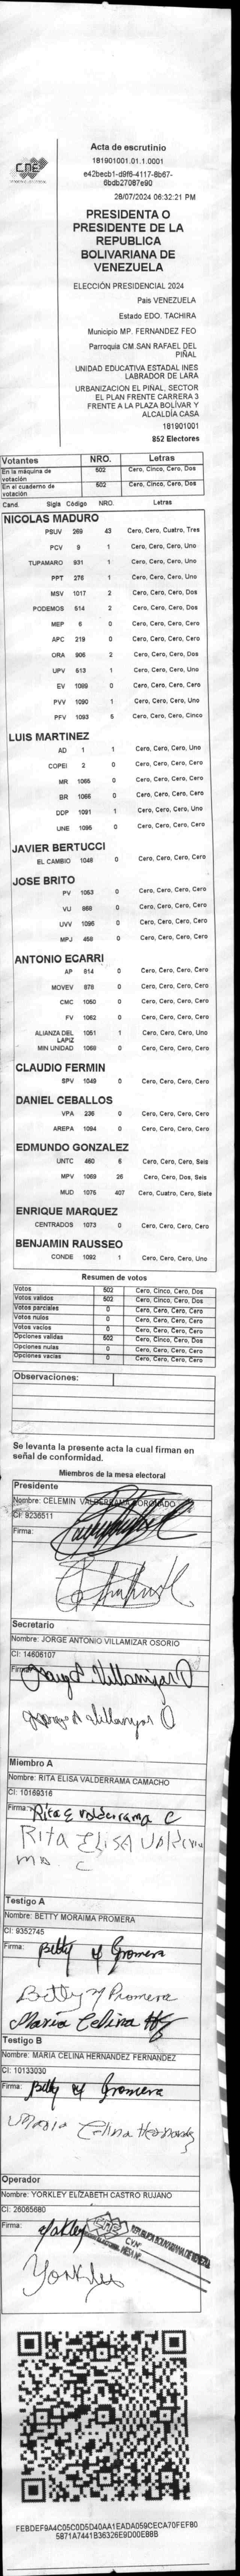 CNE
Acta de escrutinio
181901001.01.1.0001
e42becb1-d9f8-4117-8b67-
6bdb27087e90
28/07/2024 06:32:21 PM
PRESIDENTA O
PRESIDENTE DE LA
REPUBLICA
BOLIVARIANA DE
VENEZUELA
ELECCIÓN PRESIDENCIAL 2024
País VENEZUELA
Estado EDO. TACHIRA
Municipio MP. FERNANDEZ FEO
Parroquia CM.SAN RAFAEL DEL
PIÑAL
UNIDAD EDUCATIVA ESTADAL INES
LABRADOR DE LARA
URBANIZACION EL PIÑAL, SECTOR
EL PLAN FRENTE CARRERA 3
FRENTE A LA PLAZA BOLÍVAR Y
ALCALDÍA CASA
181901001
852 Electores
Votantes NRO. Letras
En la máquina de votación 502 Cero, Cinco, Cero, Dos
En el cuaderno de votación 502 Cero, Cinco, Cero, Dos
Cand. Sigla Código NRO. Letras
NICOLAS MADURO
PSUV 269 43 Cero, Cero, Cuatro, Tres
PCV 9 1 Cero, Cero, Cero, Uno
TUPAMARO 931 1 Cero, Cero, Cero, Uno
PPT 276 1 Cero, Cero, Cero, Uno
MSV 1017 2 Cero, Cero, Cero, Dos
PODEMOS 514 2 Cero, Cero, Cero, Dos
MEP 6 0 Cero, Cero, Cero, Cero
APC 219 0 Cero, Cero, Cero, Cero
ORA 806 2 Cero, Cero, Cero, Dos
UPV 613 1 Cero, Cero, Cero, Uno
EV 1089 0 Cero, Cero, Cero, Cero
PVV 1090 1 Cero, Cero, Cero, Uno
PFV 1093 5 Cero, Cero, Cero, Cinco
LUIS MARTINEZ
AD 1 1 Cero, Cero, Cero, Uno
COPEI 2 0 Cero, Cero, Cero, Cero
MR 1065 0 Cero, Cero, Cero, Cero
BR 1066 0 Cero, Cero, Cero, Cero
DDP 1091 1 Cero, Cero, Cero, Uno
UNE 1095 0 Cero, Cero, Cero, Cero
JAVIER BERTUCCI
EL CAMBIO 1048 0 Cero, Cero, Cero, Cero
JOSE BRITO
PV 1053 0 Cero, Cero, Cero, Cero
VU 868 0 Cero, Cero, Cero, Cero
UVV 1096 0 Cero, Cero, Cero, Cero
MPJ 458 0 Cero, Cero, Cero, Cero
ANTONIO ECARRI
AP 814 0 Cero, Cero, Cero, Cero
MOVEV 878 0 Cero, Cero, Cero, Cero
CMC 1050 0 Cero, Cero, Cero, Cero
FV 1062 0 Cero, Cero, Cero, Cero
ALIANZA DEL LAPIZ 1051 1 Cero, Cero, Cero, Uno
MIN UNIDAD 1068 0 Cero, Cero, Cero, Cero
CLAUDIO FERMIN
SPV 1049 0 Cero, Cero, Cero, Cero
DANIEL CEBALLOS
VPA 236 0 Cero, Cero, Cero, Cero
AREPA 1094 0 Cero, Cero, Cero, Cero
EDMUNDO GONZALEZ
UNTC 460 6 Cero, Cero, Cero, Seis
MPV 1069 26 Cero, Cero, Dos, Seis
MUD 1075 407 Cero, Cuatro, Cero, Siete
ENRIQUE MARQUEZ
CENTRADOS 1073 0 Cero, Cero, Cero, Cero
BENJAMIN RAUSSEO
CONDE 1092 1 Cero, Cero, Cero, Uno
Resumen de votos
Votos 502 Cero, Cinco, Cero, Dos
Votos validos 502 Cero, Cinco, Cero, Dos
Votos parciales 0 Cero, Cero, Cero, Cero
Votos nulos 0 Cero, Cero, Cero, Cero
Votos vacios 0 Cero, Cero, Cero, Cero
Opciones validas 502 Cero, Cinco, Cero, Dos
Opciones nulas 0 Cero, Cero, Cero, Cero
Opciones vacias 0 Cero, Cero, Cero, Cero
Observaciones:
Se levanta la presente acta la cual firman en
señal de conformidad.
Miembros de la mesa electoral
Presidente
Nombre: CELEMIN VALDERRAMA CORONADO
CI: 9236511
Firma:
Secretario
Nombre: JORGE ANTONIO VILLAMIZAR OSORIO
CI: 14606107
Firma: Jorge A Villamizar O
Jorge A Villamizar O
Miembro A
Nombre: RITA ELISA VALDERRAMA CAMACHO
CI: 10169316
Firma: Rita E Valderrama C
Rita Elisa Valderra
ma C
Testigo A
Nombre: BETTY MORAIMA PROMERA
CI: 9352745
Firma: Betty M Promera
Betty M Promera
Maria Celina Hz
Testigo B
Nombre: MARIA CELINA HERNANDEZ FERNANDEZ
CI: 10133030
Firma: Betty M Promera
Maria Celina Hernandez
Operador
Nombre: YORKLEY ELIZABETH CASTRO RUJANO
CI: 26065680
Firma: Yorkley
CNE REPUBLICA BOLIVARIANA DE VENEZUELA
Yorkley
FEBDEF9A4C05C0D5D40AA1EADA059CECA70FEF80
5871A7441B36326E9D00E88B